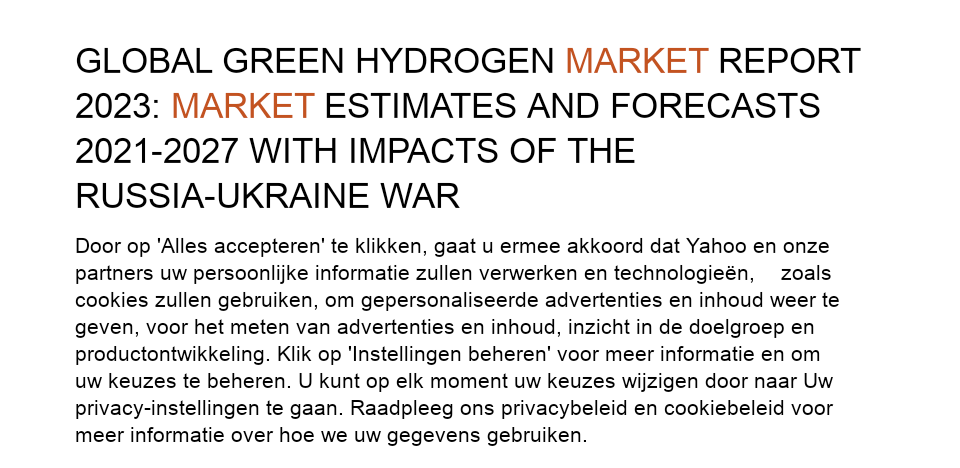 GLOBAL GREEN HYDROGEN MARKET REPORT
2023: MARKET ESTIMATES AND FORECASTS
2021-2027 WITH IMPACTS OF THE
RUSSIA-UKRAINE WAR
Door op 'Alles accepteren' te klikken, gaat u ermee akkoord dat Yahoo en onze
partners uw persoonlijke informatie zullen verwerken en technologieën, zoals
cookies zullen gebruiken, om gepersonaliseerde advertenties en inhoud weer te
geven, voor het meten van advertenties en inhoud, inzicht in de doelgroep en
productontwikkeling. Klik op 'Instellingen beheren' voor meer informatie en om
uw keuzes te beheren. U kunt op elk moment uw keuzes wijzigen door naar Uw
privacy-instellingen te gaan. Raadpleeg ons privacybeleid en cookiebeleid voor
meer informatie over hoe we uw gegevens gebruiken.